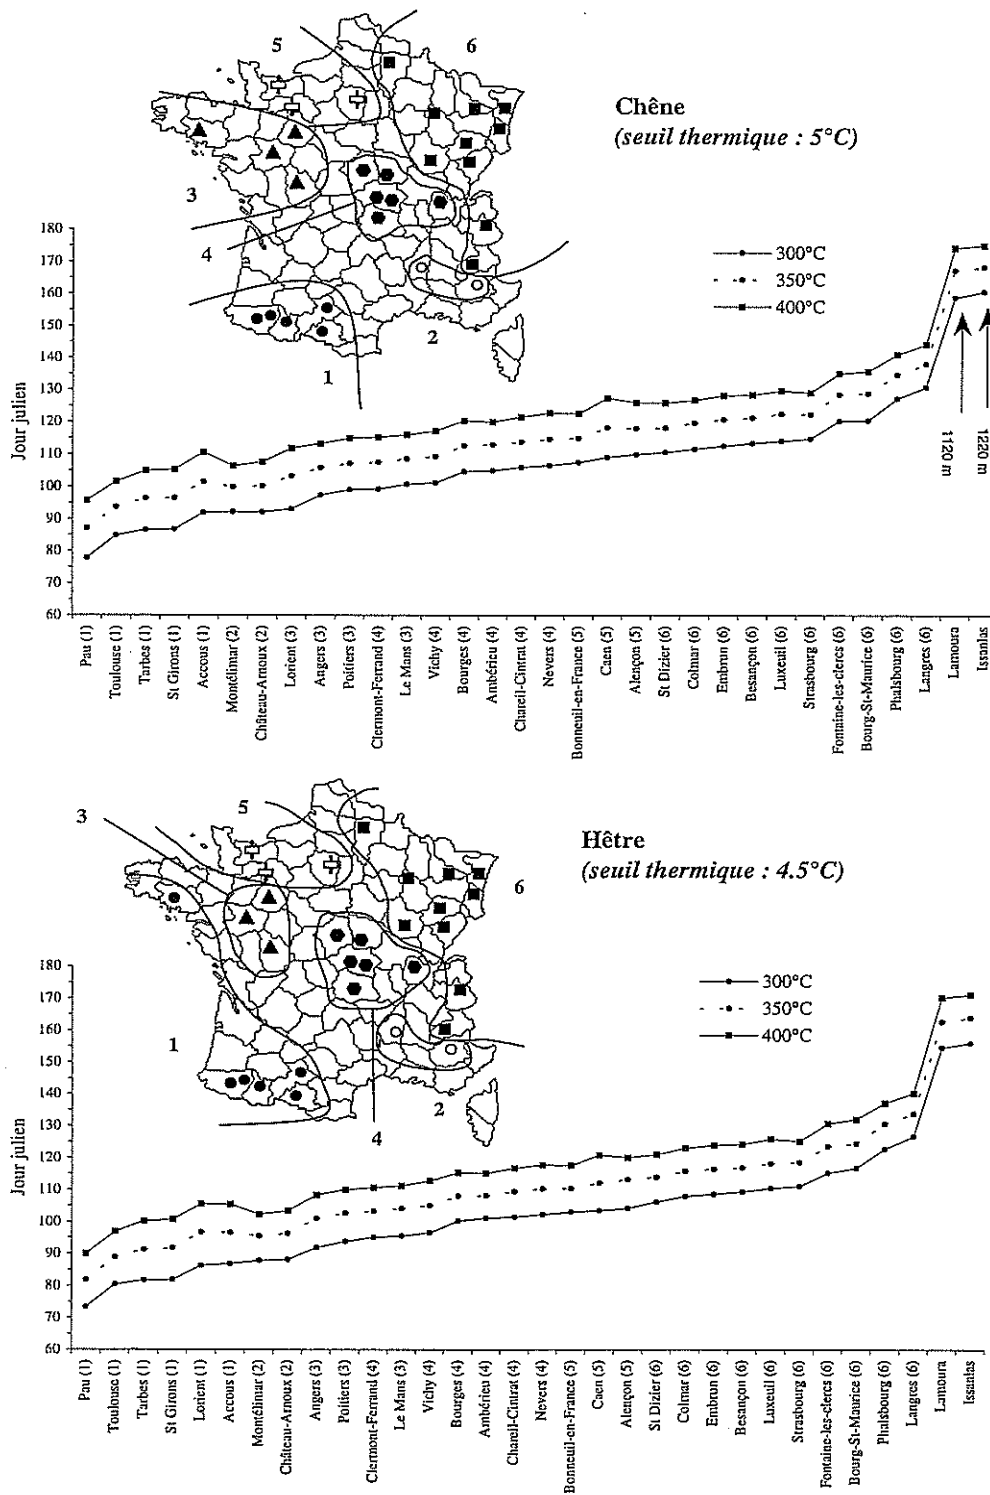 5
6
3
4
2
1
Chêne
(seuil thermique : 5°C)
300°C
350°C
400°C
Jour julien
180
170
160
150
140
130
120
110
100
90
80
70
60
1120 m
1220 m
Pau (1)
Toulouse (1)
Tarbes (1)
St Girons (1)
Accous (1)
Montélimar (2)
Château-Arnoux (2)
Lorient (3)
Angers (3)
Poitiers (3)
Clermont-Ferrand (4)
Le Mans (3)
Vichy (4)
Bourges (4)
Ambérieu (4)
Chareil-Cintrat (4)
Nevers (4)
Bonneuil-en-France (5)
Caen (5)
Alençon (5)
St Dizier (6)
Colmar (6)
Embrun (6)
Besançon (6)
Luxeuil (6)
Strasbourg (6)
Fontaine-les-cleres (6)
Bourg-St-Maurice (6)
Phalsbourg (6)
Langres (6)
Lamoura
Issanlas
3
5
6
1
2
4
Hêtre
(seuil thermique : 4.5°C)
300°C
350°C
400°C
Jour julien
180
170
160
150
140
130
120
110
100
90
80
70
60
Pau (1)
Toulouse (1)
Tarbes (1)
St Girons (1)
Lorient (1)
Accous (1)
Montélimar (2)
Château-Arnoux (2)
Angers (3)
Poitiers (3)
Clermont-Ferrand (4)
Le Mans (3)
Vichy (4)
Bourges (4)
Ambérieu (4)
Chareil-Cintrat (4)
Nevers (4)
Bonneuil-en-France (5)
Caen (5)
Alençon (5)
St Dizier (6)
Colmar (6)
Embrun (6)
Besançon (6)
Luxeuil (6)
Strasbourg (6)
Fontaine-les-cleres (6)
Bourg-St-Maurice (6)
Phalsbourg (6)
Langres (6)
Lamoura
Issanlas